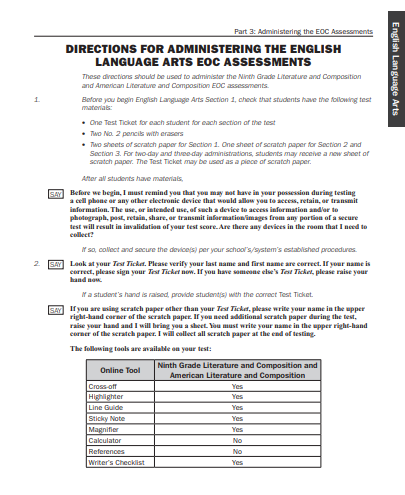 Part 3: Administering the EOC Assessments
English Language Arts
DIRECTIONS FOR ADMINISTERING THE ENGLISH
LANGUAGE ARTS EOC ASSESSMENTS
These directions should be used to administer the Ninth Grade Literature and Composition
and American Literature and Composition EOC assessments.
1. Before you begin English Language Arts Section 1, check that students have the following test
materials:
• One Test Ticket for each student for each section of the test
• Two No. 2 pencils with erasers
• Two sheets of scratch paper for Section 1. One sheet of scratch paper for Section 2 and
Section 3. For two-day and three-day administrations, students may receive a new sheet of
scratch paper. The Test Ticket may be used as a piece of scratch paper.
After all students have materials,
SAY Before we begin, I must remind you that you may not have in your possession during testing
a cell phone or any other electronic device that would allow you to access, retain, or transmit
information. The use, or intended use, of such a device to access information and/or to
photograph, post, retain, share, or transmit information/images from any portion of a secure
test will result in invalidation of your test score. Are there any devices in the room that I need to
collect?
If so, collect and secure the device(s) per your school's/system's established procedures.
2. SAY Look at your Test Ticket. Please verify your last name and first name are correct. If your name is
correct, please sign your Test Ticket now. If you have someone else's Test Ticket, please raise your
hand now.
If a student's hand is raised, provide student(s) with the correct Test Ticket.
SAY If you are using scratch paper other than your Test Ticket, please write your name in the upper
right-hand corner of the scratch paper. If you need additional scratch paper during the test,
raise your hand and I will bring you a sheet. You must write your name in the upper right-hand
corner of the scratch paper. I will collect all scratch paper at the end of testing.
The following tools are available on your test:
Online Tool
Ninth Grade Literature and Composition and
American Literature and Composition
Cross-off Yes
Highlighter Yes
Line Guide Yes
Sticky Note Yes
Magnifier Yes
Calculator No
References No
Writer's Checklist Yes